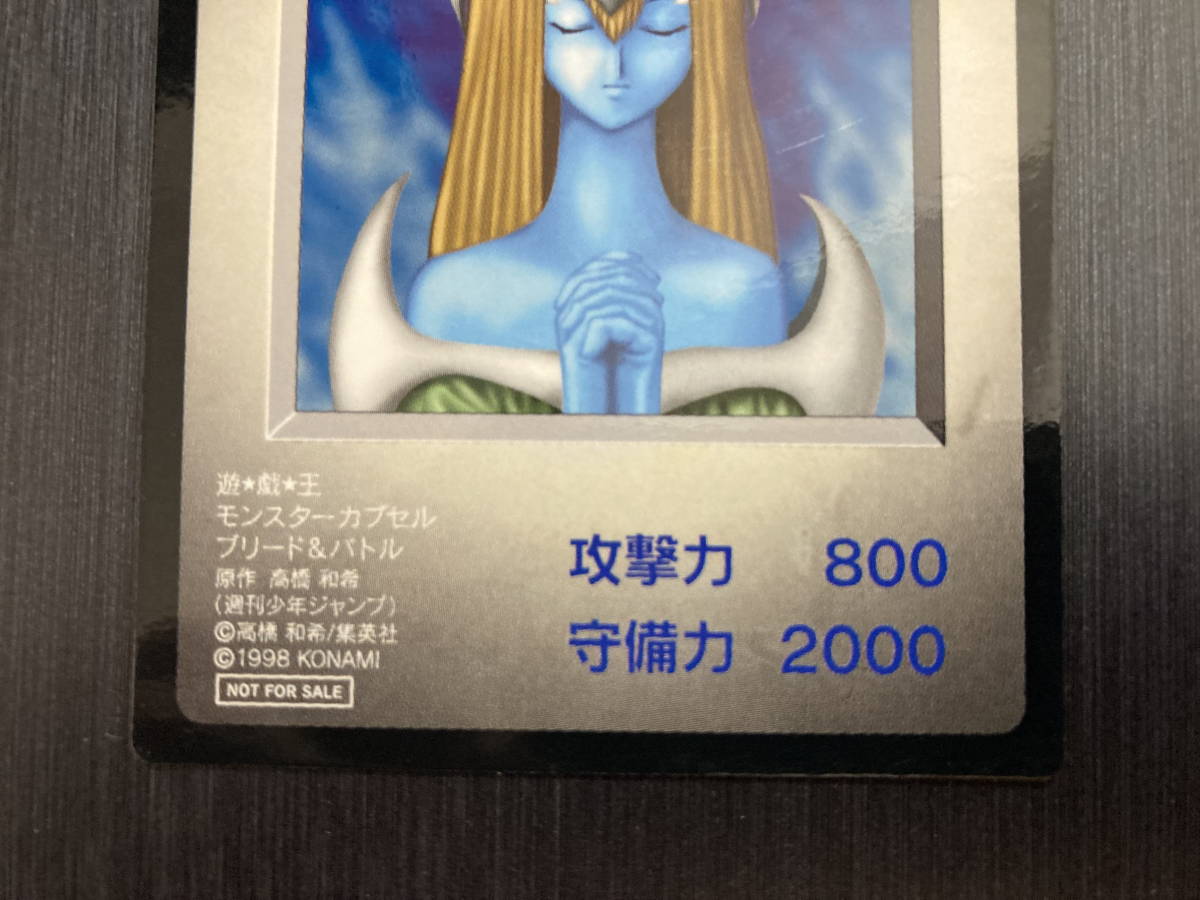 遊★戯★王
モンスターカプセル
ブリード&バトル
原作 高橋 和希
(週刊少年ジャンプ)
©高橋 和希/集英社
©1998 KONAMI
NOT FOR SALE
攻撃力 800
守備力 2000